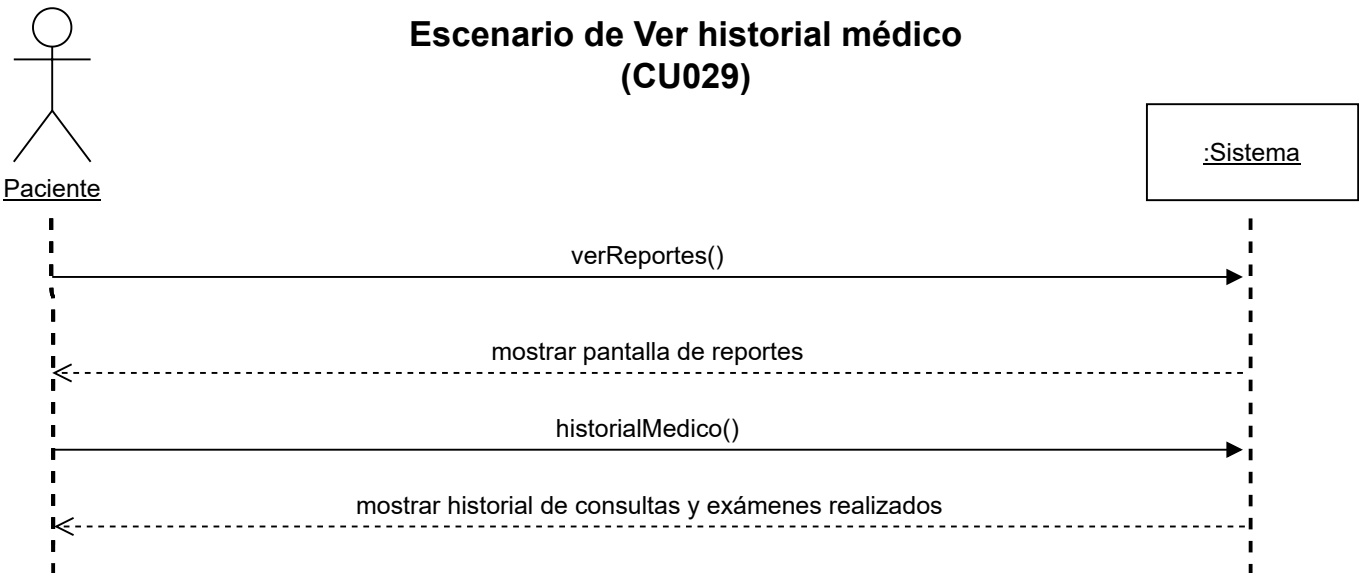 Escenario de Ver historial médico
(CU029)
:Sistema
Paciente
verReportes()
mostrar pantalla de reportes
historialMedico()
mostrar historial de consultas y exámenes realizados